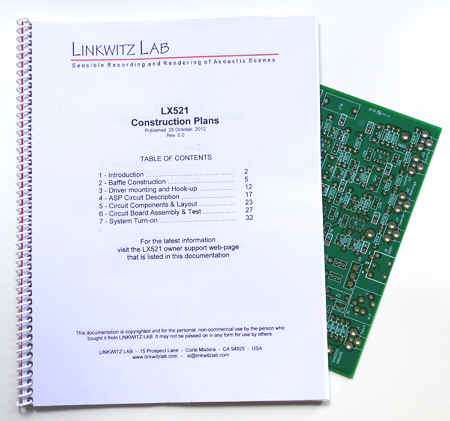 LINKWITZ LAB
Sensible Recording and Rendering of Acoustic Scenes
LX521
Construction Plans
Published 28 October, 2012
Rev. 0.0
TABLE OF CONTENTS
1 - Introduction .................... 2
2 - Baffle Construction .................... 5
3 - Driver mounting and Hook-up .................... 12
4 - ASP Circuit Description .................... 17
5 - Circuit Components & Layout .................... 23
6 - Circuit Board Assembly & Test .................... 27
7 - System Turn-on .................... 32
For the latest information
visit the LX521 owner support web-page
that is listed in this documentation
This documentation is copyrighted and for the personal, non-commercial use by the person who
bought it from LINKWITZ LAB. It may not be passed on in any form for use by others.
LINKWITZ LAB - 15 Prospect Lane - Corte Madera - CA 94925 - USA
www.linkwitzlab.com - sl@linkwitzlab.com